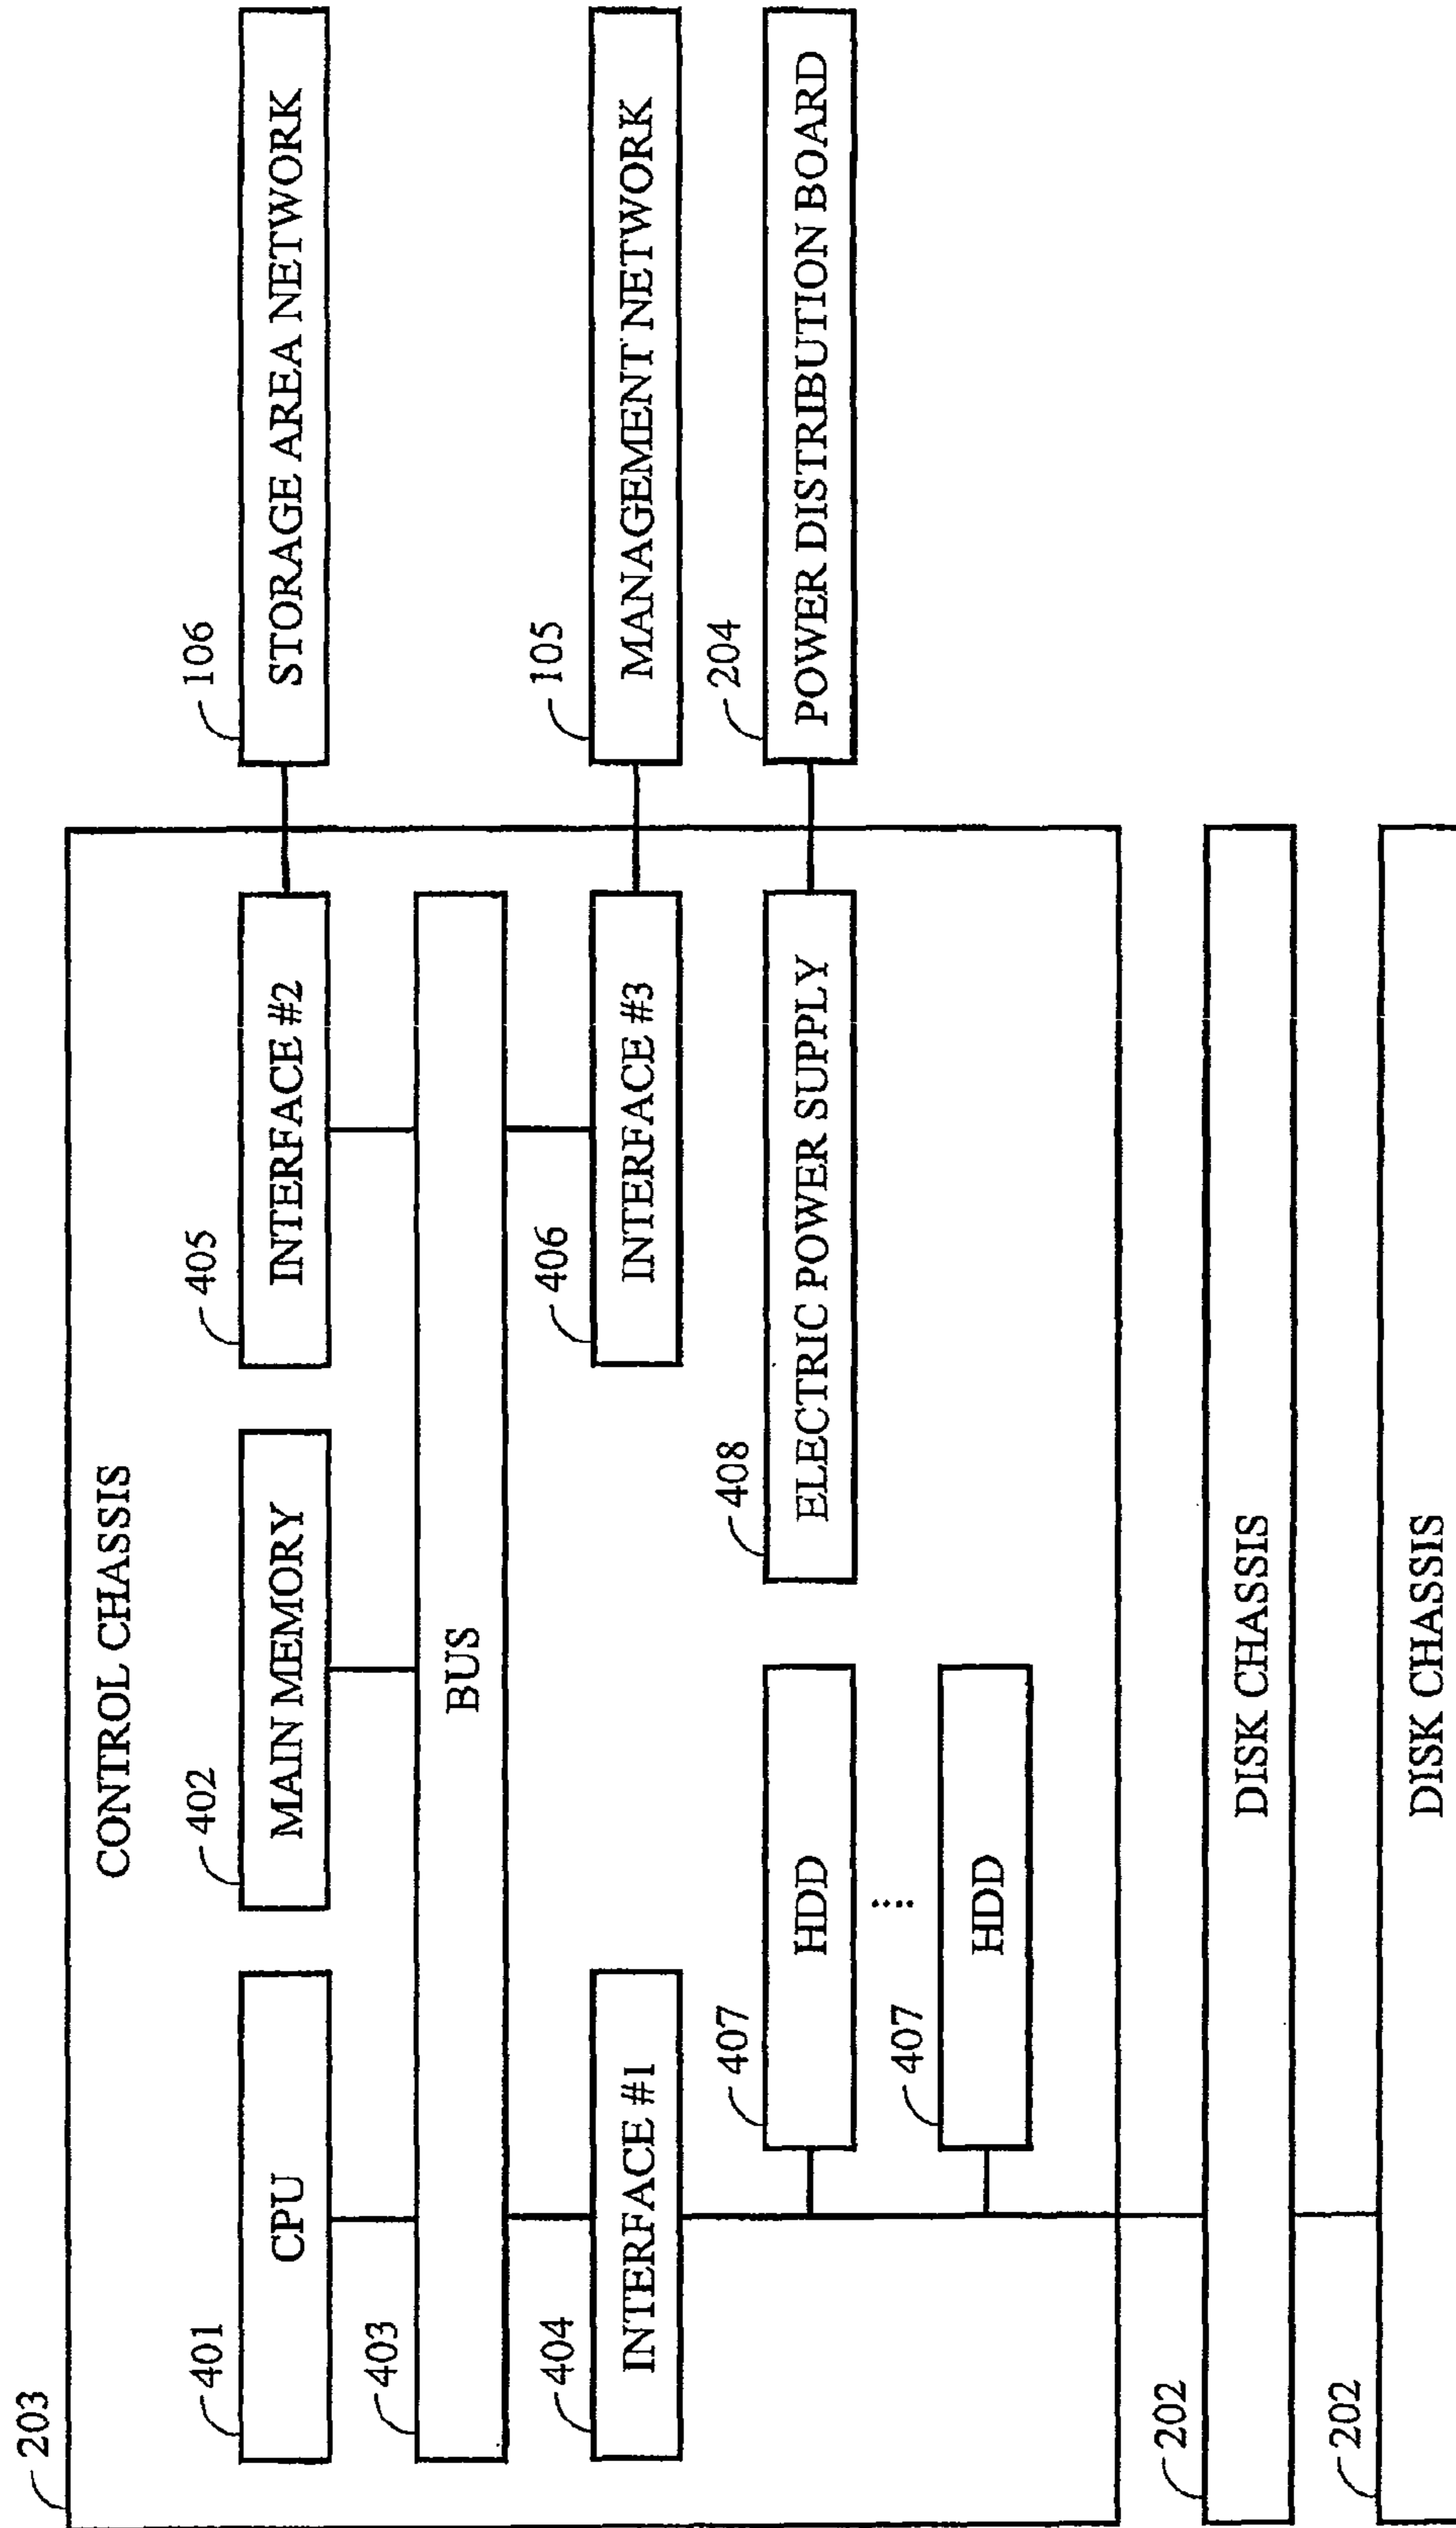 203
CONTROL CHASSIS
401
CPU
402
MAIN MEMORY
405
INTERFACE #2
106
STORAGE AREA NETWORK
403
BUS
404
INTERFACE #1
406
INTERFACE #3
105
MANAGEMENT NETWORK
407
HDD
408
ELECTRIC POWER SUPPLY
204
POWER DISTRIBUTION BOARD
407
HDD
202
DISK CHASSIS
202
DISK CHASSIS